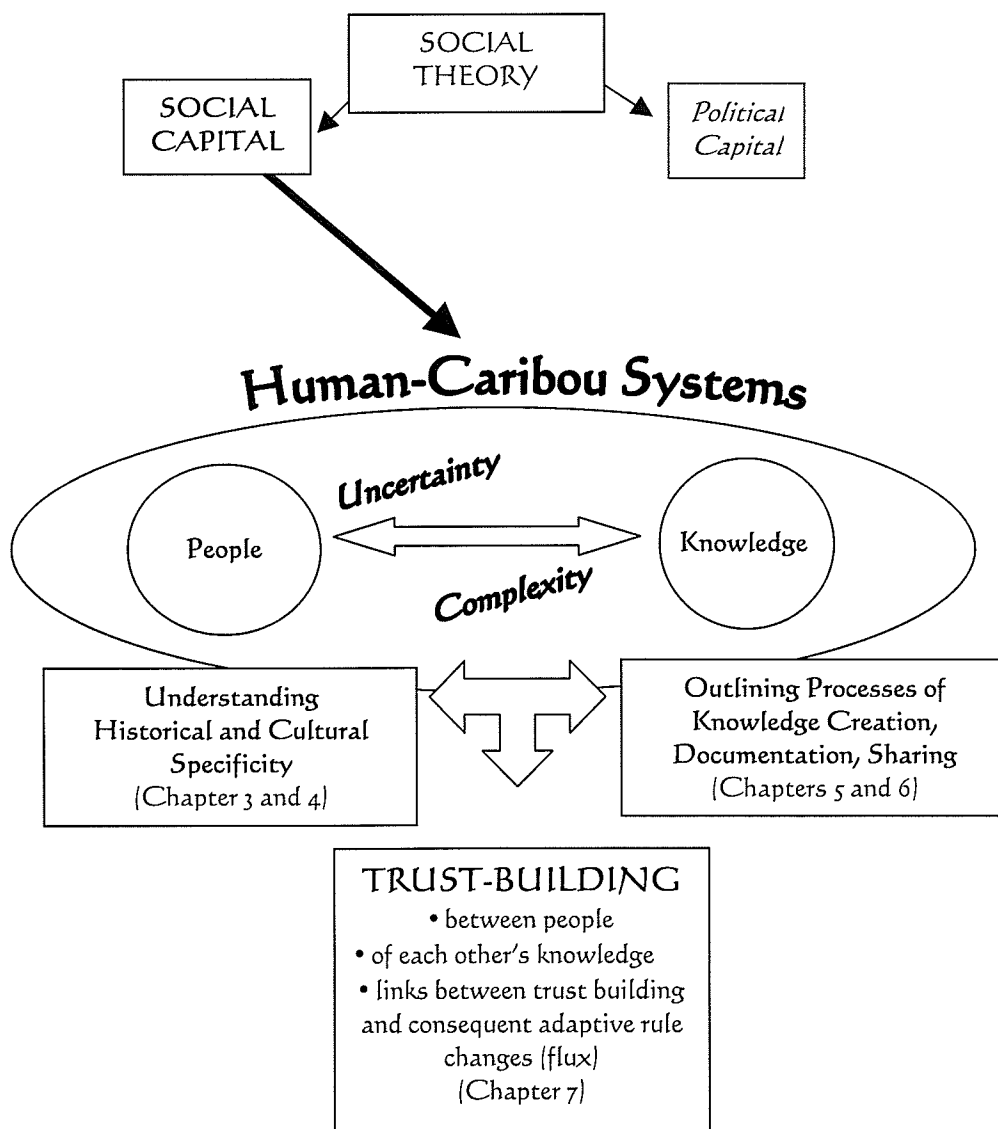 SOCIAL
THEORY
SOCIAL
CAPITAL
Political
Capital
Human-Caribou Systems
Uncertainty
People
Knowledge
Complexity
Understanding
Historical and Cultural
Specificity
(Chapter 3 and 4)
Outlining Processes of
Knowledge Creation,
Documentation, Sharing
(Chapters 5 and 6)
TRUST-BUILDING
• between people
• of each other's knowledge
• links between trust building
and consequent adaptive rule
changes (flux)
(Chapter 7)